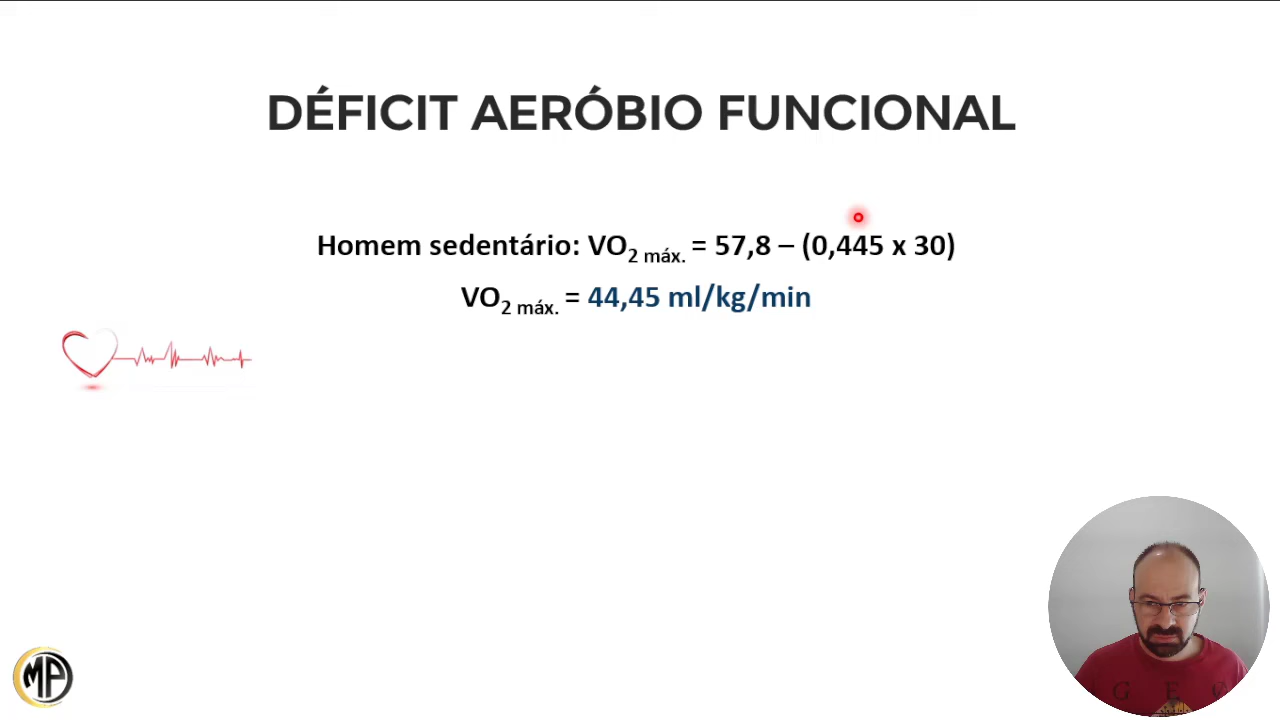 DÉFICIT AERÓBIO FUNCIONAL
Homem sedentário: VO2 máx. = 57,8 – (0,445 x 30)
VO2 máx. = 44,45 ml/kg/min
MP
G E